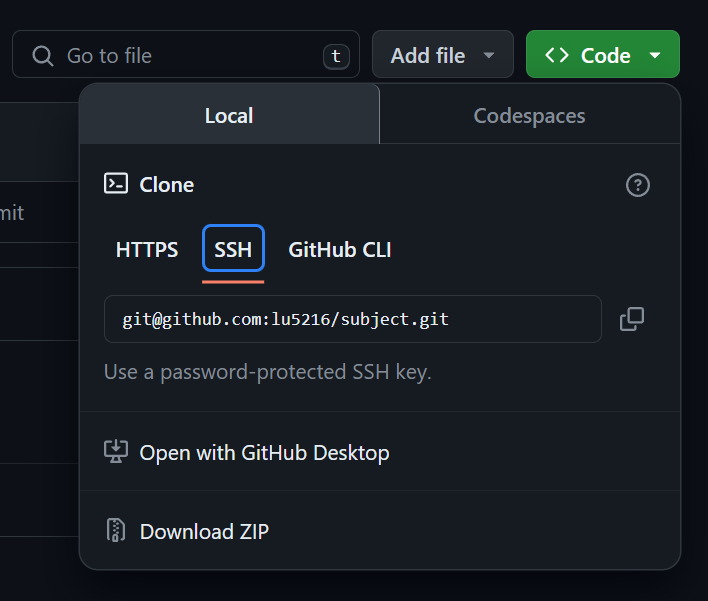 Go to file t Add file Code
Local Codespaces
Clone
mit
HTTPS SSH GitHub CLI
git@github.com:lu5216/subject.git
Use a password-protected SSH key.
Open with GitHub Desktop
Download ZIP